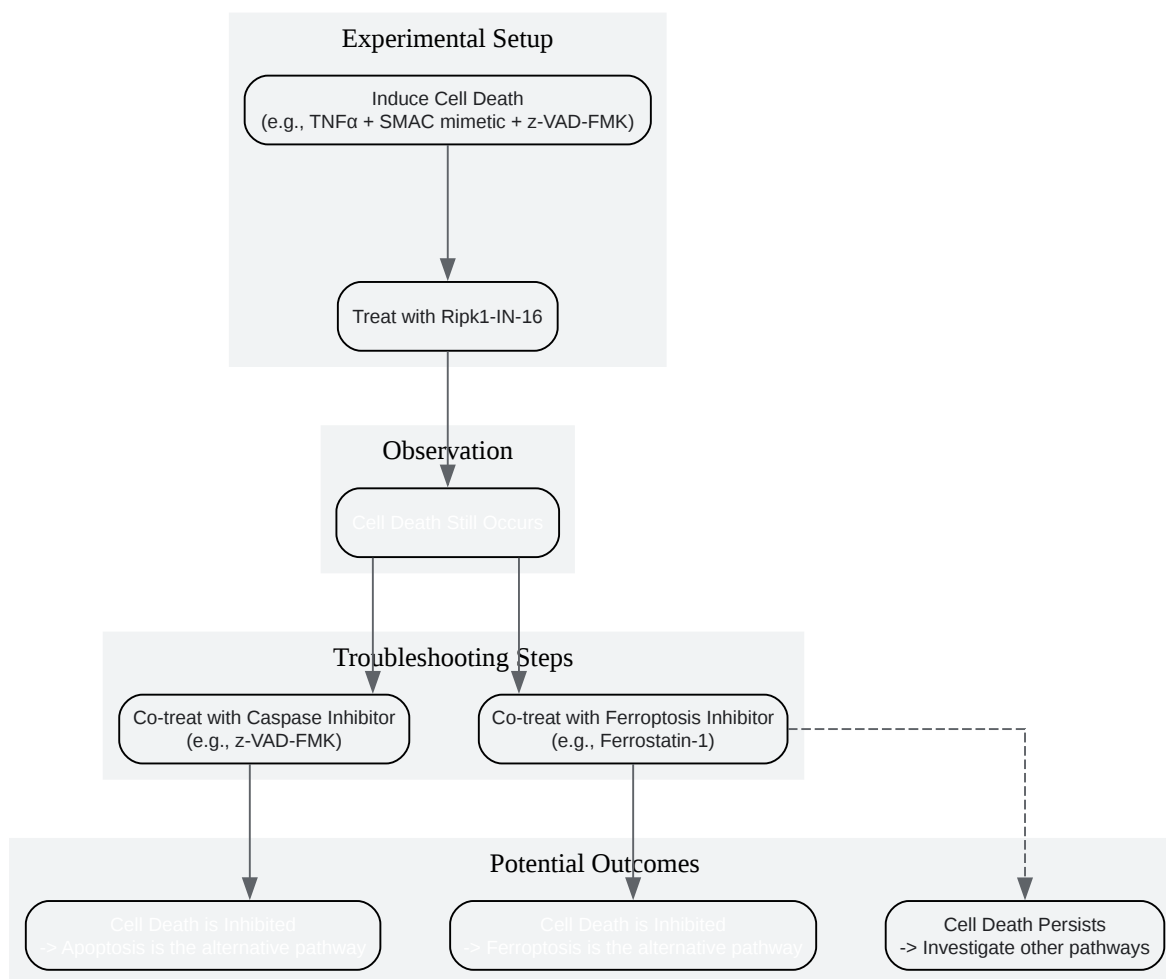 Experimental Setup
Induce Cell Death
(e.g., TNFα + SMAC mimetic + z-VAD-FMK)
Treat with Ripk1-IN-16
Observation
Cell Death Still Occurs
Troubleshooting Steps
Co-treat with Caspase Inhibitor
(e.g., z-VAD-FMK)
Co-treat with Ferroptosis Inhibitor
(e.g., Ferrostatin-1)
Potential Outcomes
Cell Death is Inhibited
-> Apoptosis is the alternative pathway
Cell Death is Inhibited
-> Ferroptosis is the alternative pathway
Cell Death Persists
-> Investigate other pathways